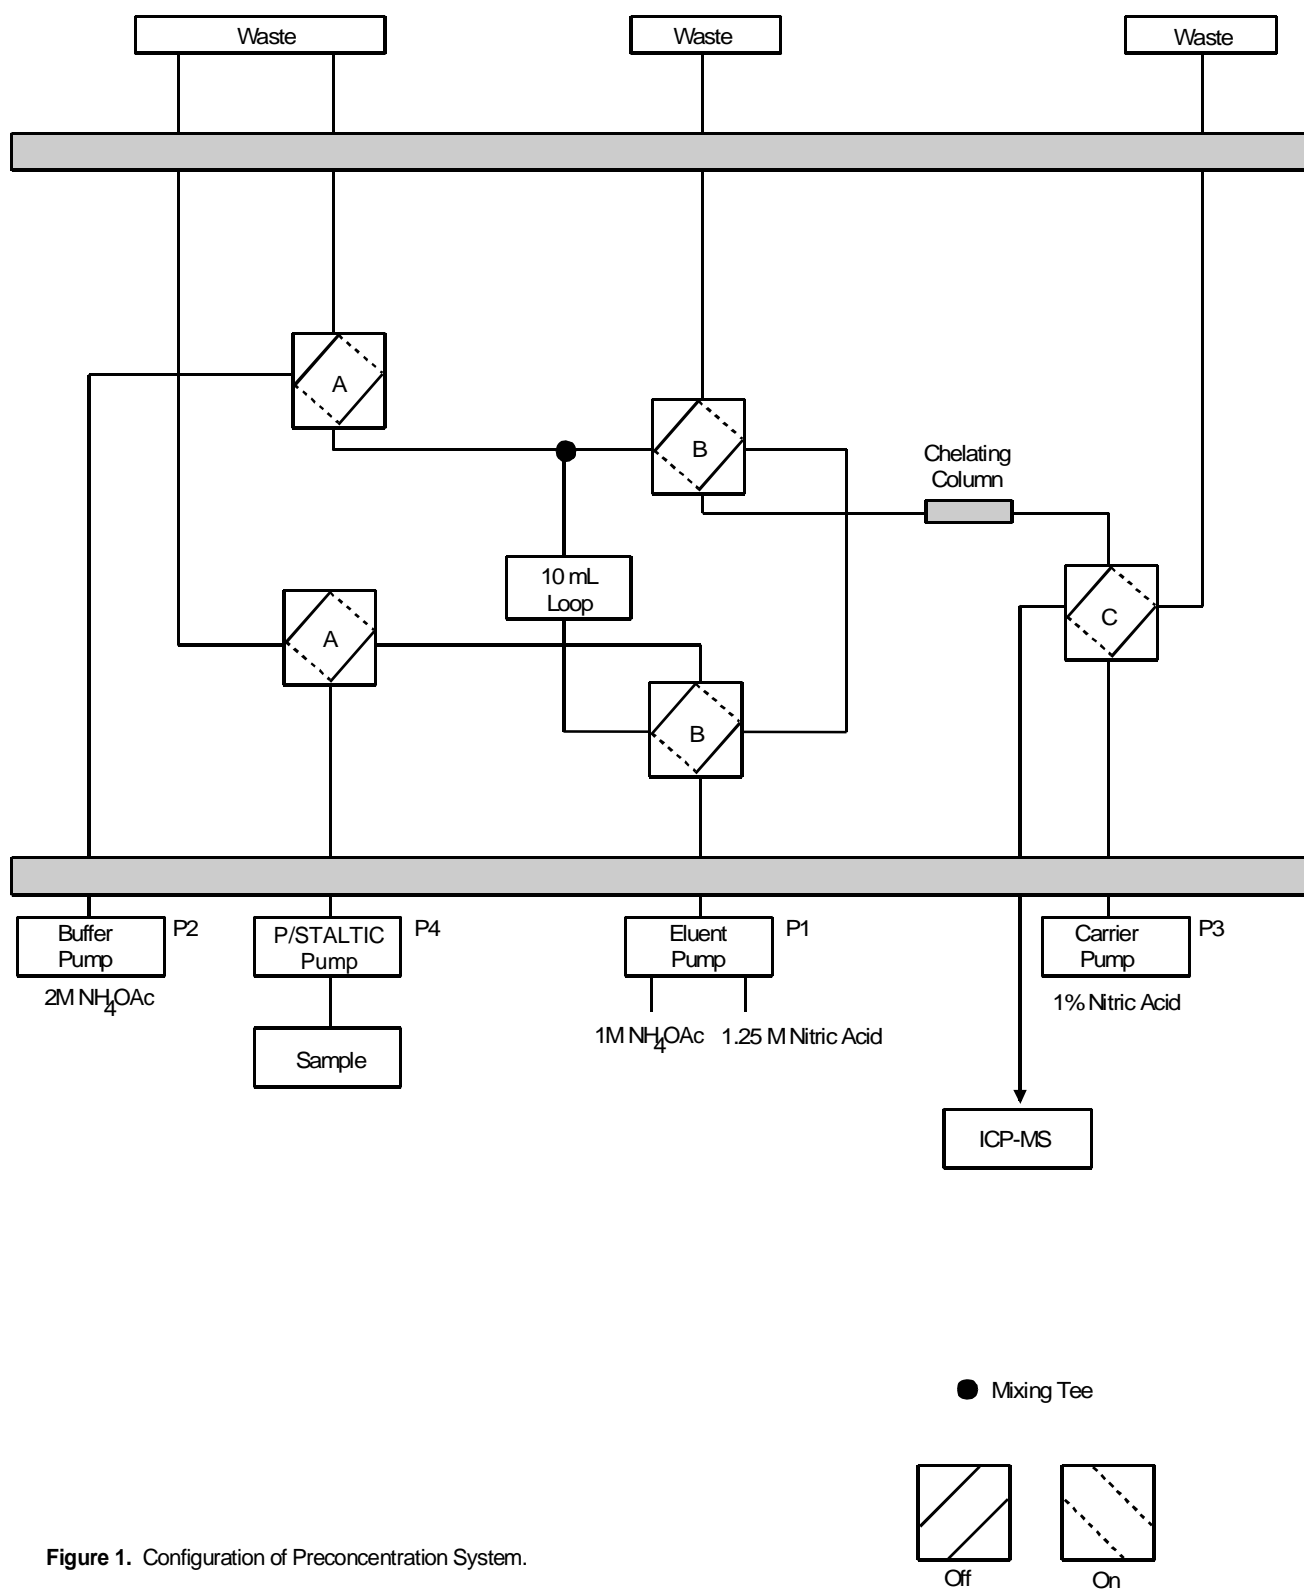 Waste
Waste
Waste
A
B
Chelating
Column
10 mL
Loop
C
A
B
Buffer
Pump
P2
2M NH4OAc
P/STALTIC
Pump
P4
Sample
Eluent
Pump
P1
1M NH4OAc
1.25 M Nitric Acid
Carrier
Pump
P3
1% Nitric Acid
ICP-MS
Mixing Tee
Off
On
Figure 1. Configuration of Preconcentration System.